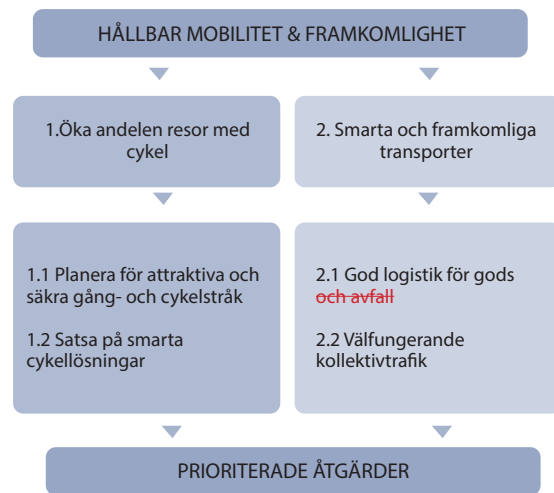 HÅLLBAR MOBILITET & FRAMKOMLIGHET
1.Öka andelen resor med
cykel
2. Smarta och framkomliga
transporter
1.1 Planera för attraktiva och
säkra gång- och cykelstråk
1.2 Satsa på smarta
cykellösningar
2.1 God logistik för gods
och avfall
2.2 Välfungerande
kollektivtrafik
PRIORITERADE ÅTGÄRDER